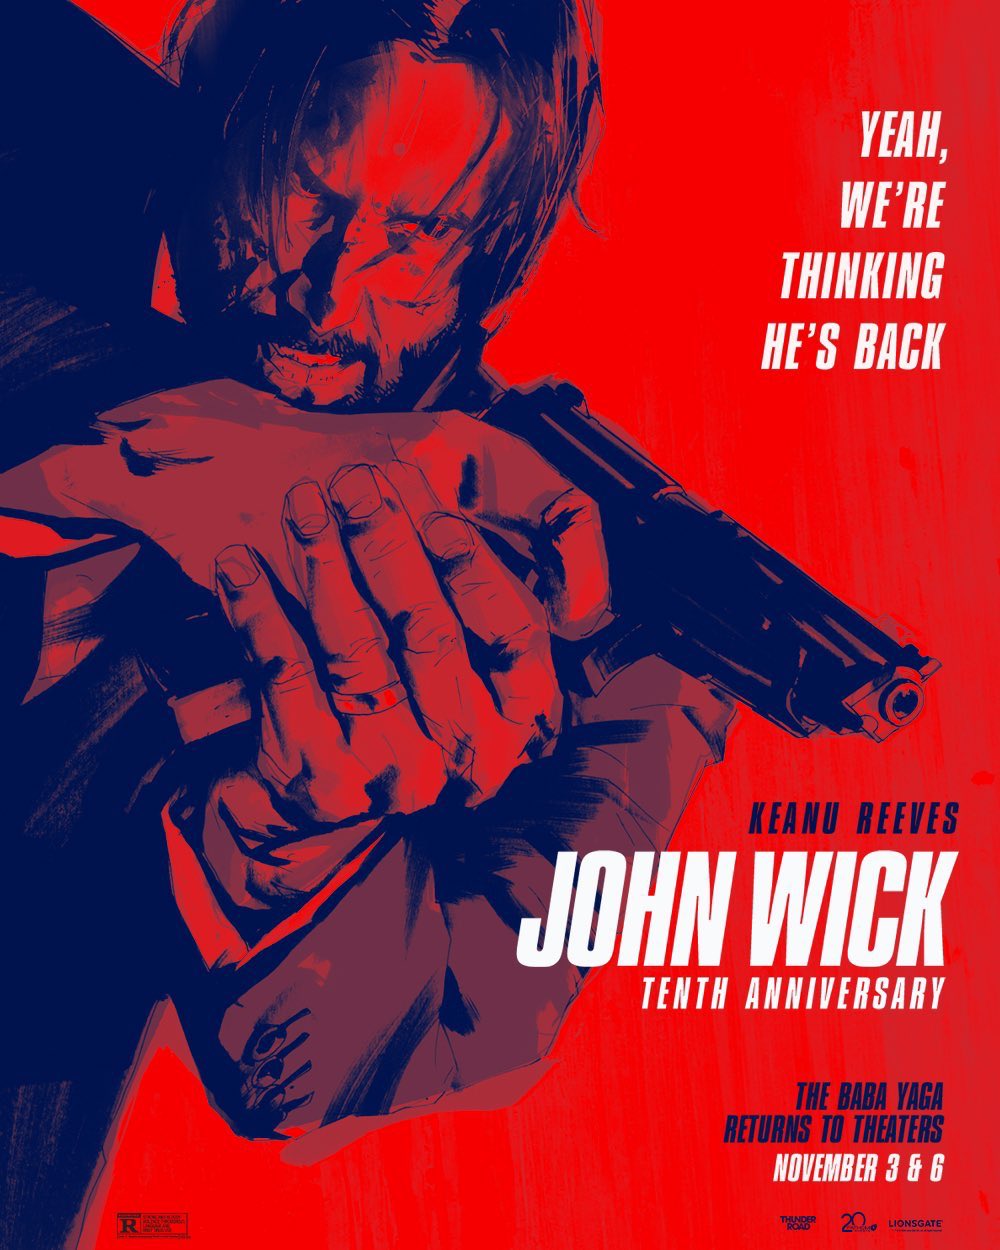 YEAH,
WE'RE
THINKING
HE'S BACK
KEANU REEVES
JOHN WICK
TENTH ANNIVERSARY
THE BABA YAGA
RETURNS TO THEATERS
NOVEMBER 3 & 6
R
THUNDER
ROAD
20
LIONSGATE